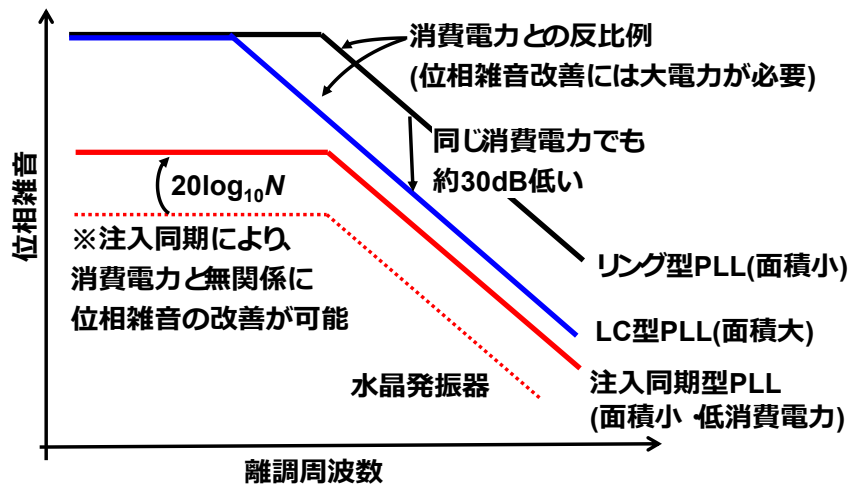 消費電力との反比例
(位相雑音改善には大電力が必要)
同じ消費電力でも
約30dB低い
位相雑音
20log₁₀N
※注入同期により、
消費電力と無関係に
位相雑音の改善が可能
リング型PLL(面積小)
LC型PLL(面積大)
水晶発振器
注入同期型PLL
(面積小・低消費電力)
離調周波数